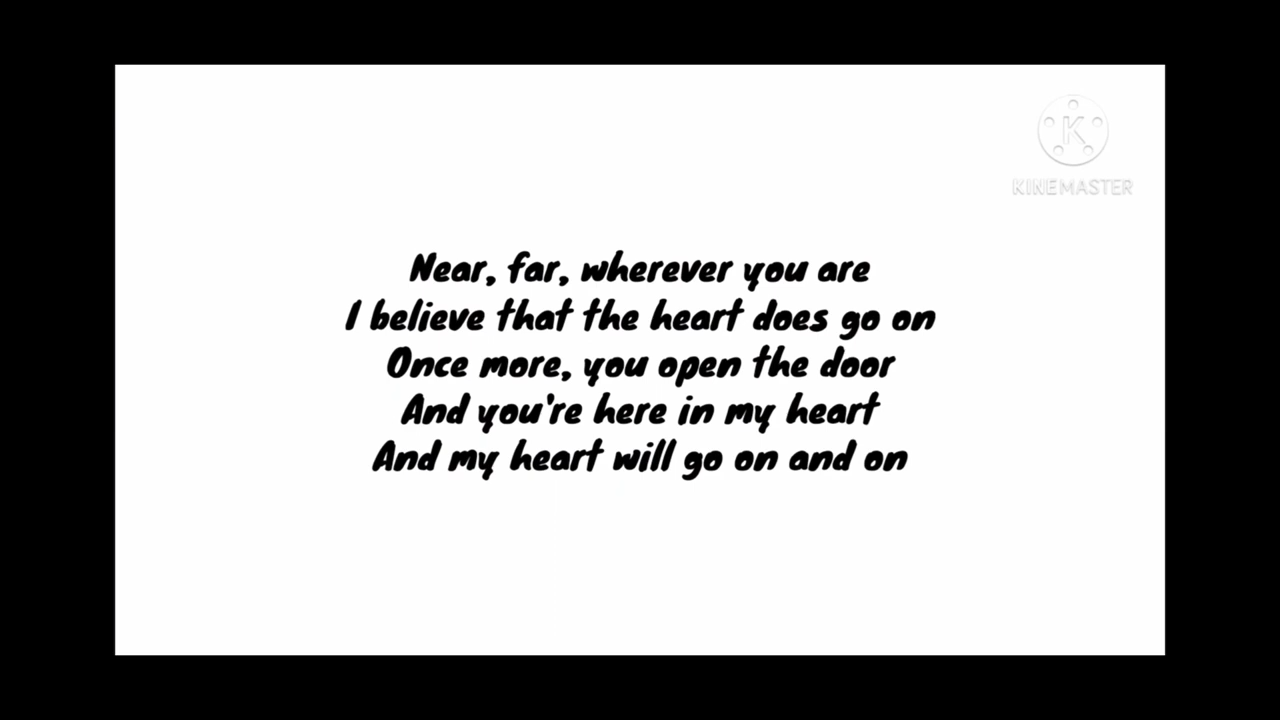 KINEMASTER
Near, far, wherever you are
I believe that the heart does go on
Once more, you open the door
And you're here in my heart
And my heart will go on and on